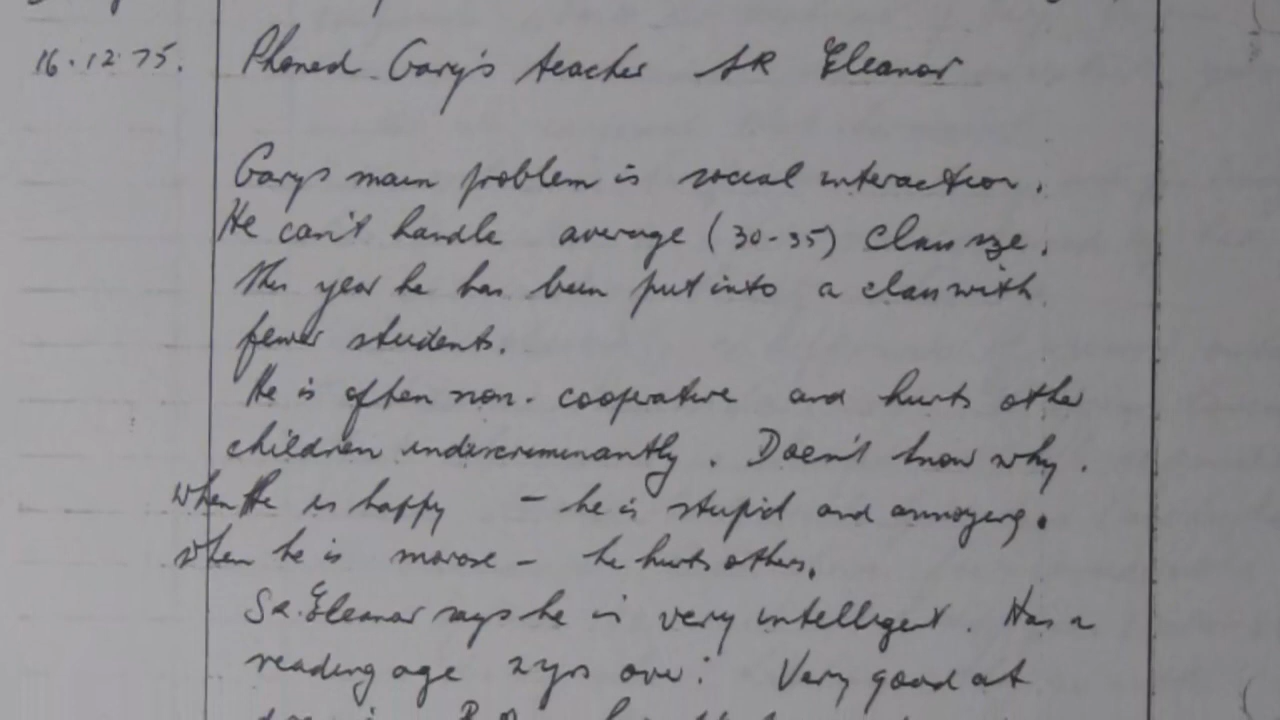 16.12.75. Phoned Gary's teacher SR Eleanor
Garys main problem is social interaction.
He can't handle average (30-35) class size.
This year he has been put into a class with
fewer students.
He is often non-cooperative and hurts other
children indiscriminantly. Doesn't know why.
When he is happy - he is stupid and annoying.
When he is morose - he hurts others.
Sr. Eleanor says he is very intelligent. Has a
reading age 2 yrs over! Very good at